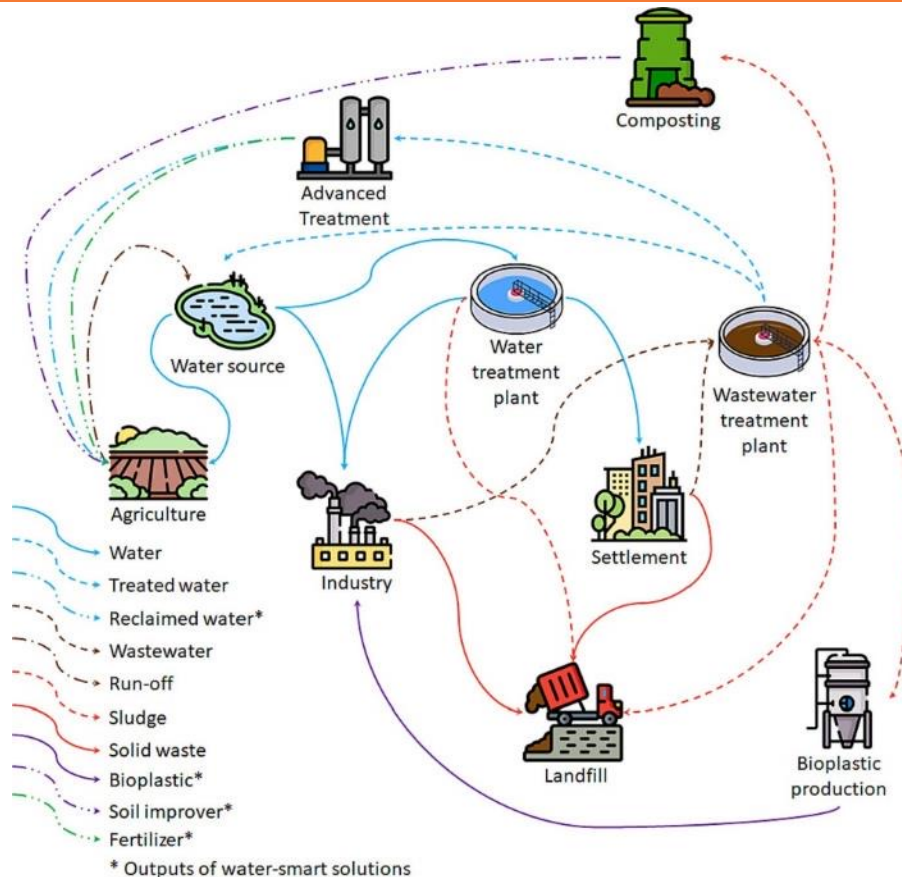 Composting
Advanced
Treatment
Water source
Water
treatment
plant
Wastewater
treatment
plant
Agriculture
Industry
Settlement
Landfill
Bioplastic
production
Water
Treated water
Reclaimed water*
Wastewater
Run-off
Sludge
Solid waste
Bioplastic*
Soil improver*
Fertilizer*
* Outputs of water-smart solutions